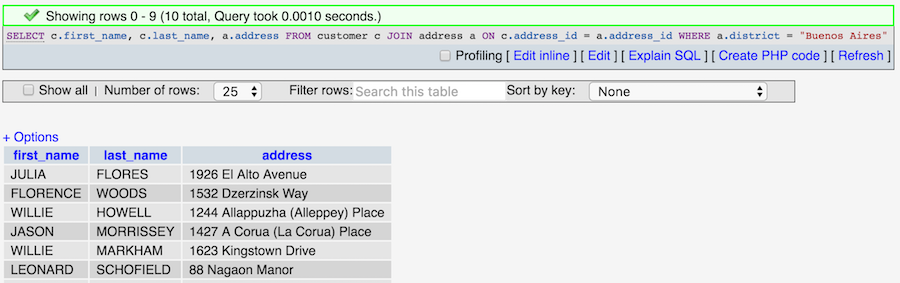 Showing rows 0 - 9 (10 total, Query took 0.0010 seconds.)
SELECT c.first_name, c.last_name, a.address FROM customer c JOIN address a ON c.address_id = a.address_id WHERE a.district = "Buenos Aires"
Profiling [ Edit inline ] [ Edit ] [ Explain SQL ] [ Create PHP code ] [ Refresh ]
Show all | Number of rows: 25 Filter rows: Search this table Sort by key: None
+ Options
first_name last_name address
JULIA FLORES 1926 El Alto Avenue
FLORENCE WOODS 1532 Dzerzinsk Way
WILLIE HOWELL 1244 Allappuzha (Alleppey) Place
JASON MORRISSEY 1427 A Corua (La Corua) Place
WILLIE MARKHAM 1623 Kingstown Drive
LEONARD SCHOFIELD 88 Nagaon Manor